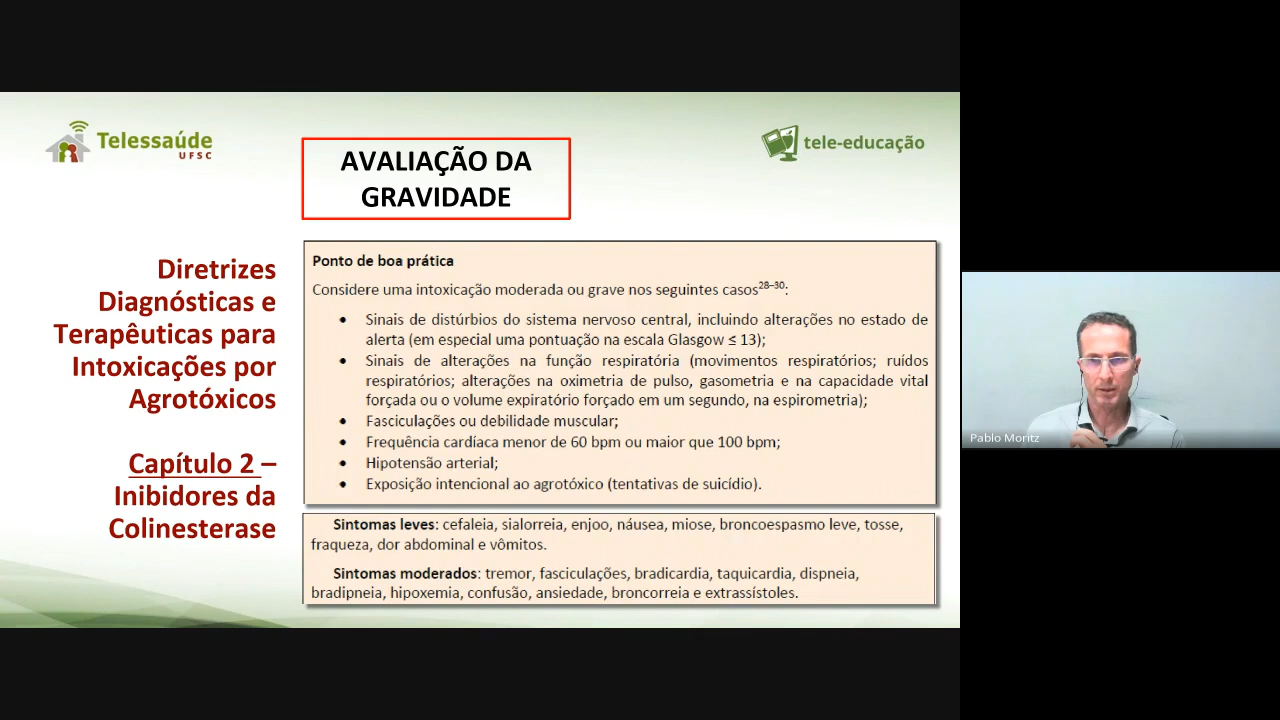 Telessaúde
UFSC
tele-educação
AVALIAÇÃO DA
GRAVIDADE
Diretrizes
Diagnósticas e
Terapêuticas para
Intoxicações por
Agrotóxicos
Capítulo 2 –
Inibidores da
Colinesterase
Ponto de boa prática
Considere uma intoxicação moderada ou grave nos seguintes casos28–30:
• Sinais de distúrbios do sistema nervoso central, incluindo alterações no estado de
alerta (em especial uma pontuação na escala Glasgow ≤ 13);
• Sinais de alterações na função respiratória (movimentos respiratórios; ruídos
respiratórios; alterações na oximetria de pulso, gasometria e na capacidade vital
forçada ou o volume expiratório forçado em um segundo, na espirometria);
• Fasciculações ou debilidade muscular;
• Frequência cardíaca menor de 60 bpm ou maior que 100 bpm;
• Hipotensão arterial;
• Exposição intencional ao agrotóxico (tentativas de suicídio).
Sintomas leves: cefaleia, sialorreia, enjoo, náusea, miose, broncoespasmo leve, tosse,
fraqueza, dor abdominal e vômitos.
Sintomas moderados: tremor, fasciculações, bradicardia, taquicardia, dispneia,
bradipneia, hipoxemia, confusão, ansiedade, broncorreia e extrassístoles.
Pablo Moritz